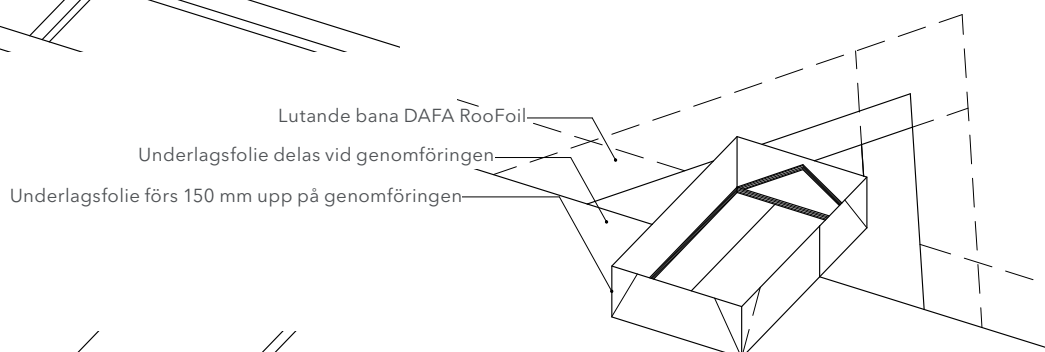 Lutande bana DAFA RooFoil
Underlagsfolie delas vid genomföringen
Underlagsfolie förs 150 mm upp på genomföringen